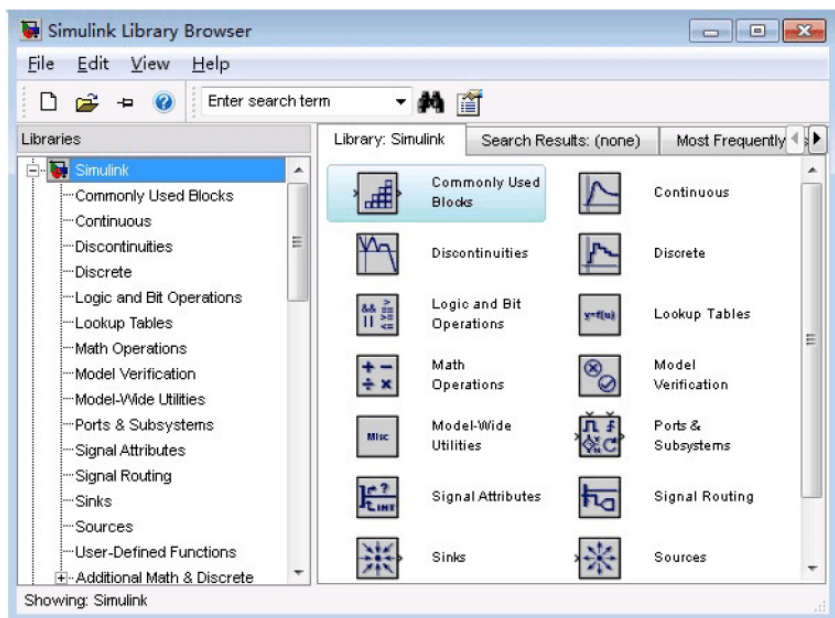 Simulink Library Browser
File Edit View Help
Enter search term
Libraries
Library: Simulink
Search Results: (none)
Most Frequently
Simulink
Commonly Used Blocks
Continuous
Discontinuities
Discrete
Logic and Bit Operations
Lookup Tables
Math Operations
Model Verification
Model-Wide Utilities
Ports & Subsystems
Signal Attributes
Signal Routing
Sinks
Sources
User-Defined Functions
Additional Math & Discrete
Commonly Used
Blocks
Continuous
Discontinuities
Discrete
Logic and Bit
Operations
y=f(u)
Lookup Tables
Math
Operations
Model
Verification
Misc
Model-Wide
Utilities
Ports &
Subsystems
INT
Signal Attributes
Signal Routing
Sinks
Sources
Showing: Simulink